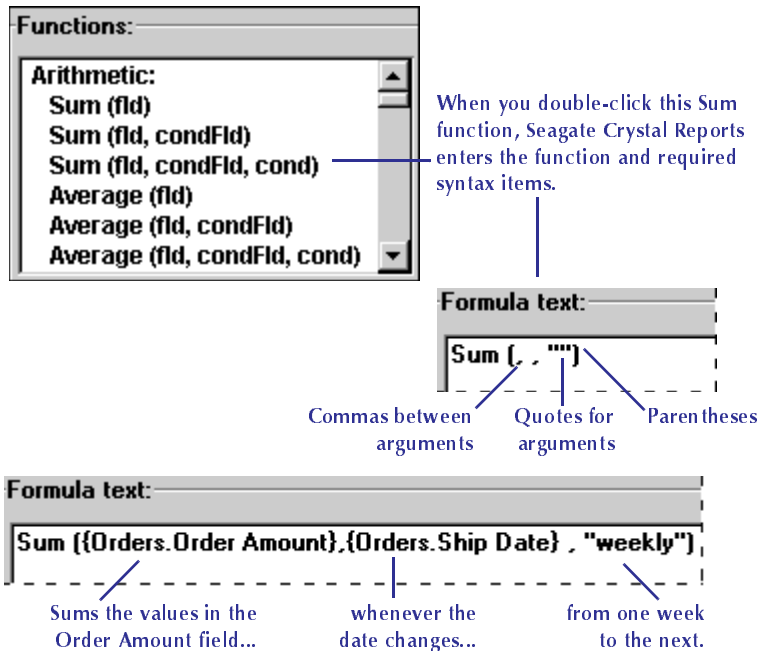 Functions:
Arithmetic:
Sum (fld)
Sum (fld, condFld)
Sum (fld, condFld, cond)
Average (fld)
Average (fld, condFld)
Average (fld, condFld, cond)
When you double-click this Sum
function, Seagate Crystal Reports
enters the function and required
syntax items.
Formula text:
Sum (, , "")
Commas between
arguments
Quotes for
arguments
Parentheses
Formula text:
Sum ({Orders.Order Amount},{Orders.Ship Date} , "weekly")
Sums the values in the
Order Amount field...
whenever the
date changes...
from one week
to the next.